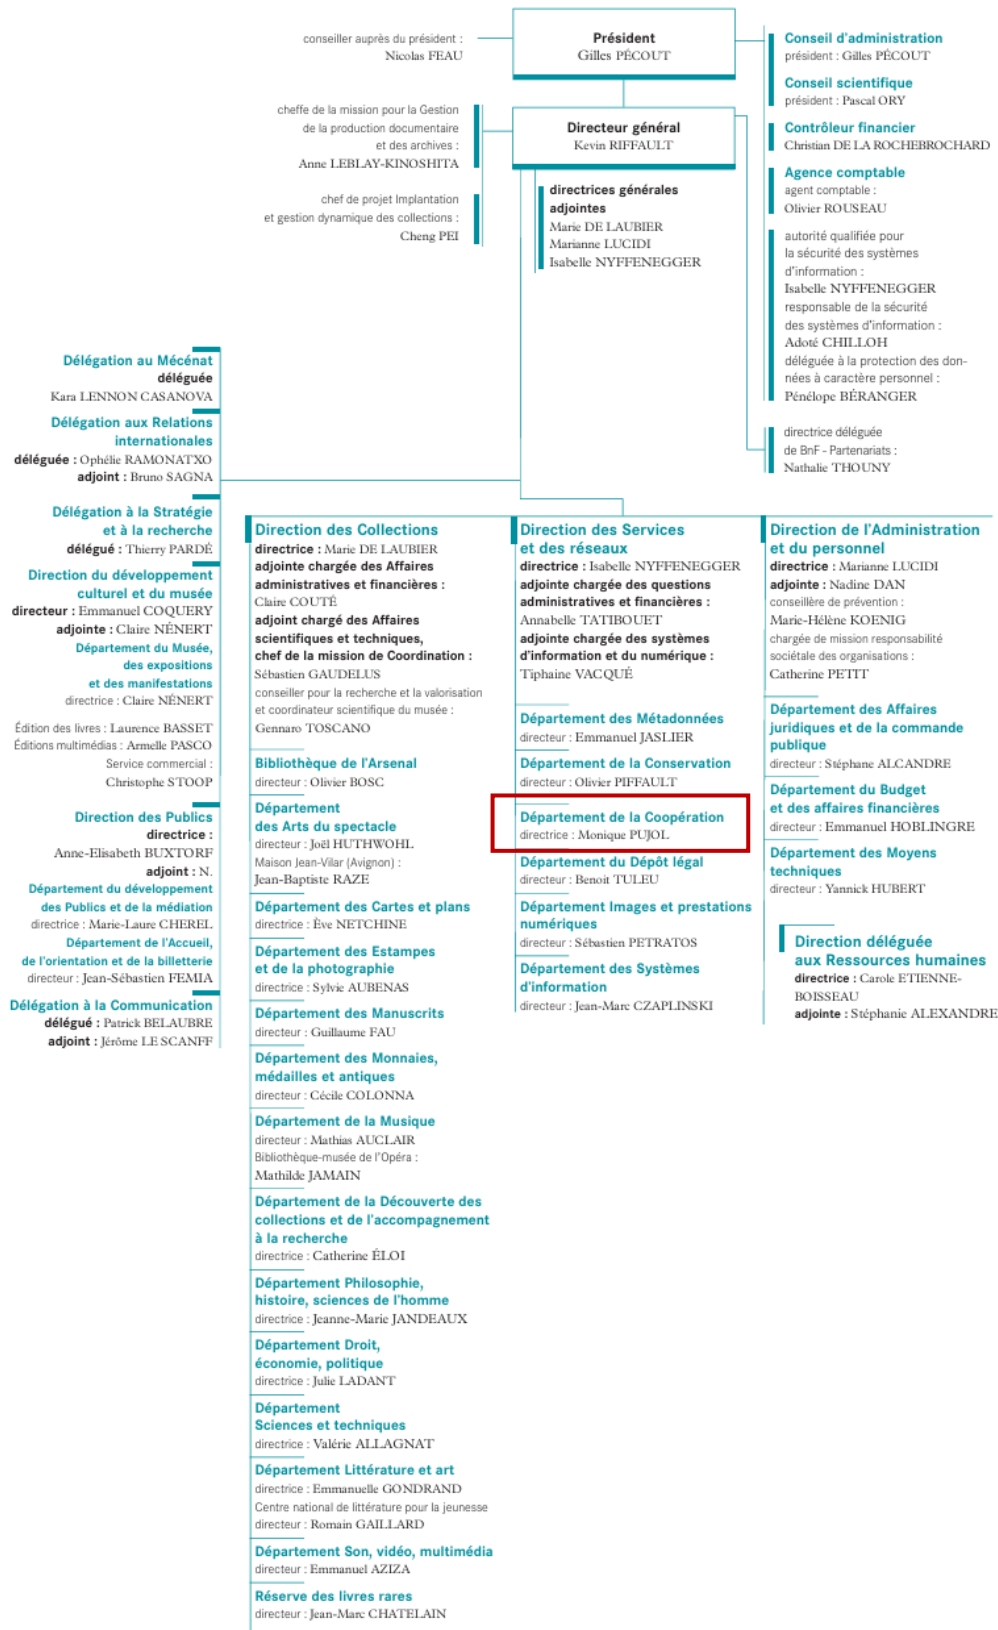 conseiller auprès du président :
Nicolas FEAU
Président
Gilles PÉCOUT
Conseil d'administration
président : Gilles PÉCOUT
Conseil scientifique
président : Pascal ORY
Contrôleur financier
Christian DE LA ROCHEBROCHARD
Agence comptable
agent comptable :
Olivier ROUSEAU
autorité qualifiée pour
la sécurité des systèmes
d'information :
Isabelle NYFFENEGGER
responsable de la sécurité
des systèmes d'information :
Adoté CHILLOH
déléguée à la protection des don-
nées à caractère personnel :
Pénélope BÉRANGER
directrice déléguée
de BnF - Partenariats :
Nathalie THOUNY
cheffe de la mission pour la Gestion
de la production documentaire
et des archives :
Anne LEBLAY-KINOSHITA
chef de projet Implantation
et gestion dynamique des collections :
Cheng PEI
Directeur général
Kevin RIFFAULT
directrices générales
adjointes
Marie DE LAUBIER
Marianne LUCIDI
Isabelle NYFFENEGGER
Délégation au Mécénat
déléguée
Kara LENNON CASANOVA
Délégation aux Relations
internationales
déléguée : Ophélie RAMONATXO
adjoint : Bruno SAGNA
Délégation à la Stratégie
et à la recherche
délégué : Thierry PARDÉ
Direction du développement
culturel et du musée
directeur : Emmanuel COQUERY
adjointe : Claire NÉNERT
Département du Musée,
des expositions
et des manifestations
directrice : Claire NÉNERT
Édition des livres : Laurence BASSET
Éditions multimédias : Armelle PASCO
Service commercial :
Christophe STOOP
Direction des Publics
directrice :
Anne-Elisabeth BUXTORF
adjoint : N.
Département du développement
des Publics et de la médiation
directrice : Marie-Laure CHEREL
Département de l'Accueil,
de l'orientation et de la billetterie
directeur : Jean-Sébastien FEMIA
Délégation à la Communication
délégué : Patrick BELAUBRE
adjoint : Jérôme LE SCANFF
Direction des Collections
directrice : Marie DE LAUBIER
adjointe chargée des Affaires
administratives et financières :
Claire COUTÉ
adjoint chargé des Affaires
scientifiques et techniques,
chef de la mission de Coordination :
Sébastien GAUDELUS
conseiller pour la recherche et la valorisation
et coordinateur scientifique du musée :
Gennaro TOSCANO
Bibliothèque de l'Arsenal
directeur : Olivier BOSC
Département
des Arts du spectacle
directeur : Joël HUTHWOHL
Maison Jean-Vilar (Avignon) :
Jean-Baptiste RAZE
Département des Cartes et plans
directrice : Ève NETCHINE
Département des Estampes
et de la photographie
directrice : Sylvie AUBENAS
Département des Manuscrits
directeur : Guillaume FAU
Département des Monnaies,
médailles et antiques
directeur : Cécile COLONNA
Département de la Musique
directeur : Mathias AUCLAIR
Bibliothèque-musée de l'Opéra :
Mathilde JAMAIN
Département de la Découverte des
collections et de l'accompagnement
à la recherche
directrice : Catherine ÉLOI
Département Philosophie,
histoire, sciences de l'homme
directrice : Jeanne-Marie JANDEAUX
Département Droit,
économie, politique
directrice : Julie LADANT
Département
Sciences et techniques
directrice : Valérie ALLAGNAT
Département Littérature et art
directrice : Emmanuelle GONDRAND
Centre national de littérature pour la jeunesse
directeur : Romain GAILLARD
Département Son, vidéo, multimédia
directeur : Emmanuel AZIZA
Réserve des livres rares
directeur : Jean-Marc CHATELAIN
Direction des Services
et des réseaux
directrice : Isabelle NYFFENEGGER
adjointe chargée des questions
administratives et financières :
Annabelle TATIBOUET
adjointe chargée des systèmes
d'information et du numérique :
Tiphaine VACQUÉ
Département des Métadonnées
directeur : Emmanuel JASLIER
Département de la Conservation
directeur : Olivier PIFFAULT
Département de la Coopération
directrice : Monique PUJOL
Département du Dépôt légal
directeur : Benoit TULEU
Département Images et prestations
numériques
directeur : Sébastien PETRATOS
Département des Systèmes
d'information
directeur : Jean-Marc CZAPLINSKI
Direction de l'Administration
et du personnel
directrice : Marianne LUCIDI
adjointe : Nadine DAN
conseillère de prévention :
Marie-Hélène KOENIG
chargée de mission responsabilité
sociétale des organisations :
Catherine PETIT
Département des Affaires
juridiques et de la commande
publique
directeur : Stéphane ALCANDRE
Département du Budget
et des affaires financières
directeur : Emmanuel HOBLINGRE
Département des Moyens
techniques
directeur : Yannick HUBERT
Direction déléguée
aux Ressources humaines
directrice : Carole ETIENNE-
BOISSEAU
adjointe : Stéphanie ALEXANDRE